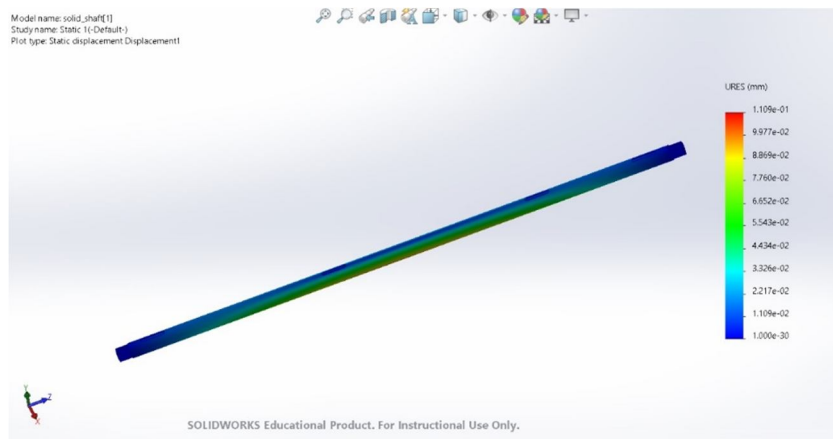 Model name: solid_shaft[1]
Study name: Static 1(-Default-)
Plot type: Static displacement Displacement1
URES (mm)
1.109e-01
9.977e-02
8.869e-02
7.760e-02
6.652e-02
5.543e-02
4.434e-02
3.326e-02
2.217e-02
1.109e-02
1.000e-30
Y
Z
X
SOLIDWORKS Educational Product. For Instructional Use Only.